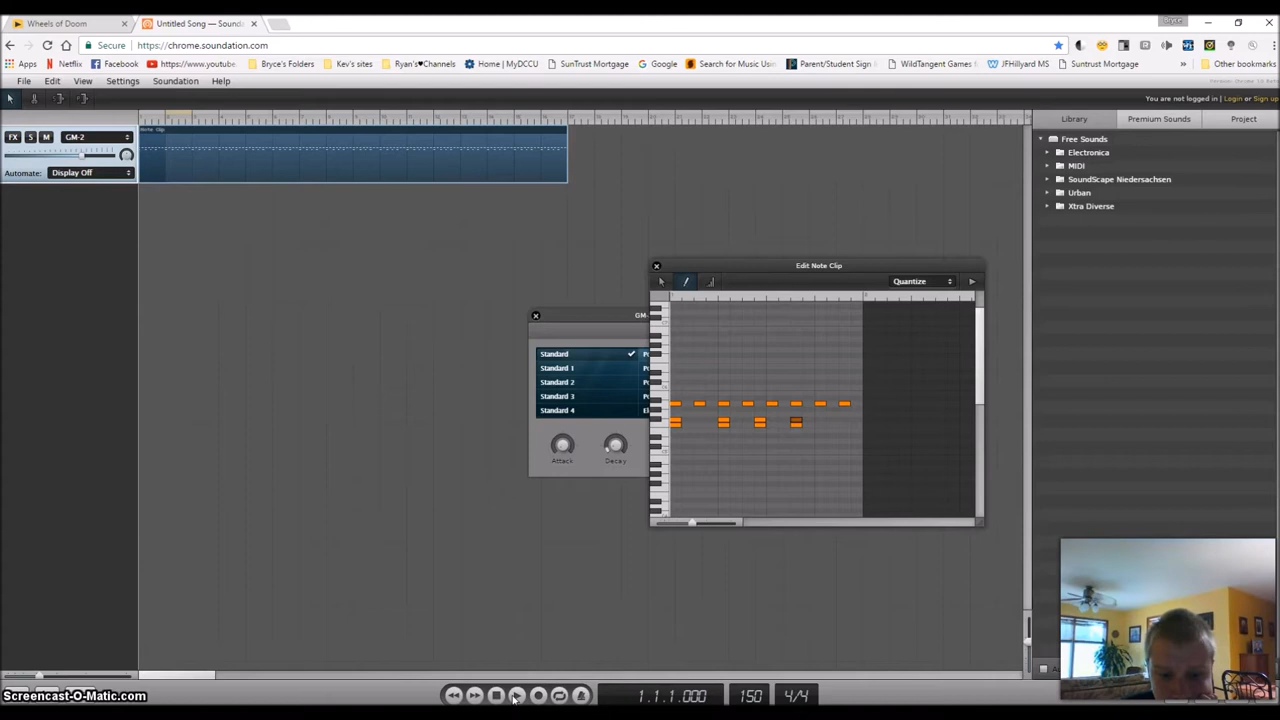 Wheels of Doom
Untitled Song — Sounda
Bryce
Secure
https://chrome.soundation.com
Apps
Netflix
Facebook
https://www.youtube.
Bryce's Folders
Kev's sites
Ryan's♥Channels
Home | MyDCCU
SunTrust Mortgage
Google
Search for Music Usin
Parent/Student Sign I
WildTangent Games f
JFHillyard MS
Suntrust Mortgage
»
Other bookmarks
File
Edit
View
Settings
Soundation
Help
You are not logged in | Login or Sign up
FX
S
M
GM-2
Note Clip
Library
Premium Sounds
Project
Automate:
Display Off
Free Sounds
Electronica
MIDI
SoundScape Niedersachsen
Urban
Xtra Diverse
Edit Note Clip
Quantize
GM-
Standard
Standard 1
Standard 2
Standard 3
Standard 4
Attack
Decay
1.1.1.000
150
4/4
Screencast-O-Matic.com